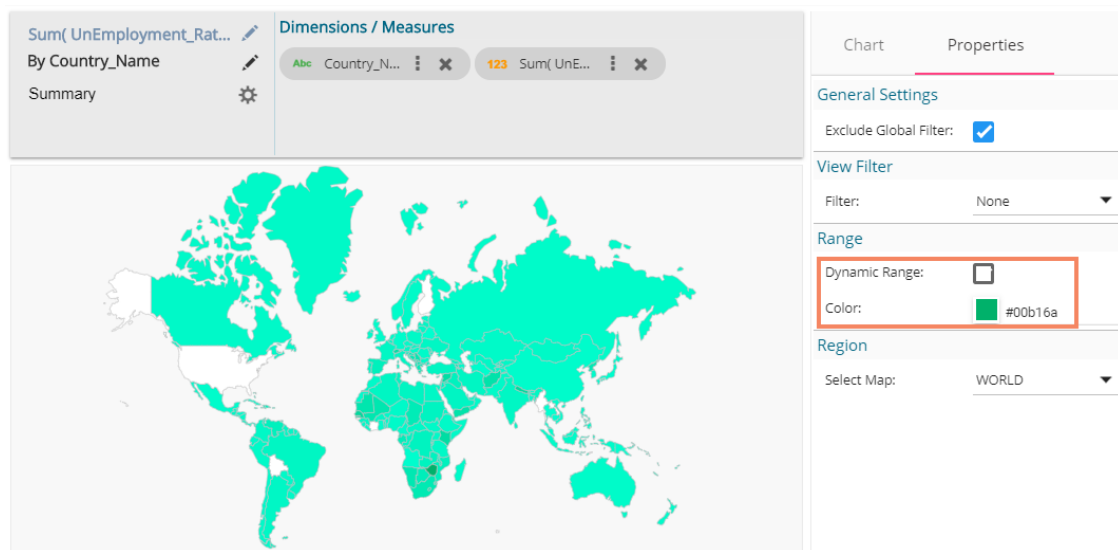 Sum( UnEmployment_Rat...
By Country_Name
Summary
Dimensions / Measures
Abc Country_N... 123 Sum( UnE...
Chart Properties
General Settings
Exclude Global Filter:
View Filter
Filter: None
Range
Dynamic Range:
Color: #00b16a
Region
Select Map: WORLD